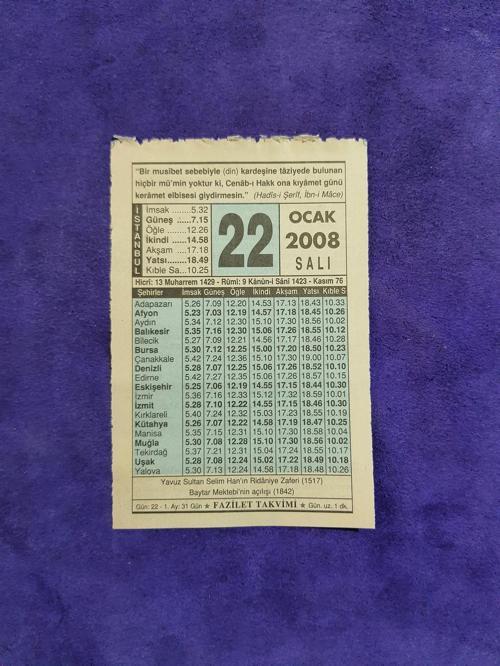 "Bir musîbet sebebiyle (din) kardeşine tâziyede bulunan
hiçbir mü'min yoktur ki, Cenâb-ı Hakk ona kıyâmet günü
kerâmet elbisesi giydirmesin." (Hadîs-i Şerîf, İbn-i Mâce)
İSTANBUL
İmsak ........5.32
Güneş ......7.15
Öğle .........12.26
İkindi .......14.58
Akşam .....17.18
Yatsı........18.49
Kıble Sa...10.25
22
OCAK
2008
SALI
Hicrî: 13 Muharrem 1429 - Rûmî: 9 Kânûn-i Sânî 1423 - Kasım 76
Şehirler İmsak Güneş Öğle İkindi Akşam Yatsı Kıble S
Adapazarı 5.26 7.09 12.20 14.53 17.13 18.43 10.33
Afyon 5.23 7.03 12.19 14.57 17.18 18.45 10.26
Aydın 5.34 7.12 12.30 15.10 17.30 18.56 10.02
Balıkesir 5.35 7.16 12.30 15.06 17.26 18.55 10.12
Bilecik 5.27 7.09 12.21 14.56 17.17 18.46 10.28
Bursa 5.30 7.12 12.25 15.00 17.20 18.50 10.23
Çanakkale 5.42 7.24 12.36 15.10 17.30 19.00 10.07
Denizli 5.28 7.07 12.25 15.06 17.26 18.52 10.10
Edirne 5.42 7.27 12.35 15.06 17.26 18.57 10.15
Eskişehir 5.25 7.06 12.19 14.55 17.15 18.44 10.30
İzmir 5.36 7.16 12.33 15.12 17.32 18.59 10.01
İzmit 5.28 7.10 12.22 14.55 17.15 18.46 10.30
Kırklareli 5.40 7.24 12.32 15.03 17.23 18.55 10.19
Kütahya 5.26 7.07 12.22 14.58 17.19 18.47 10.25
Manisa 5.35 7.15 12.31 15.10 17.30 18.58 10.04
Muğla 5.30 7.08 12.28 15.10 17.30 18.56 10.02
Tekirdağ 5.37 7.21 12.31 15.04 17.24 18.55 10.17
Uşak 5.28 7.08 12.24 15.02 17.22 18.49 10.18
Yalova 5.30 7.13 12.24 14.58 17.18 18.48 10.26
Yavuz Sultan Selim Han'ın Ridâniye Zaferi (1517)
Baytar Mektebi'nin açılışı (1842)
Gün: 22 - 1. Ay: 31 Gün ★ FAZİLET TAKVİMİ ★ Gün. uz. 1 dk.